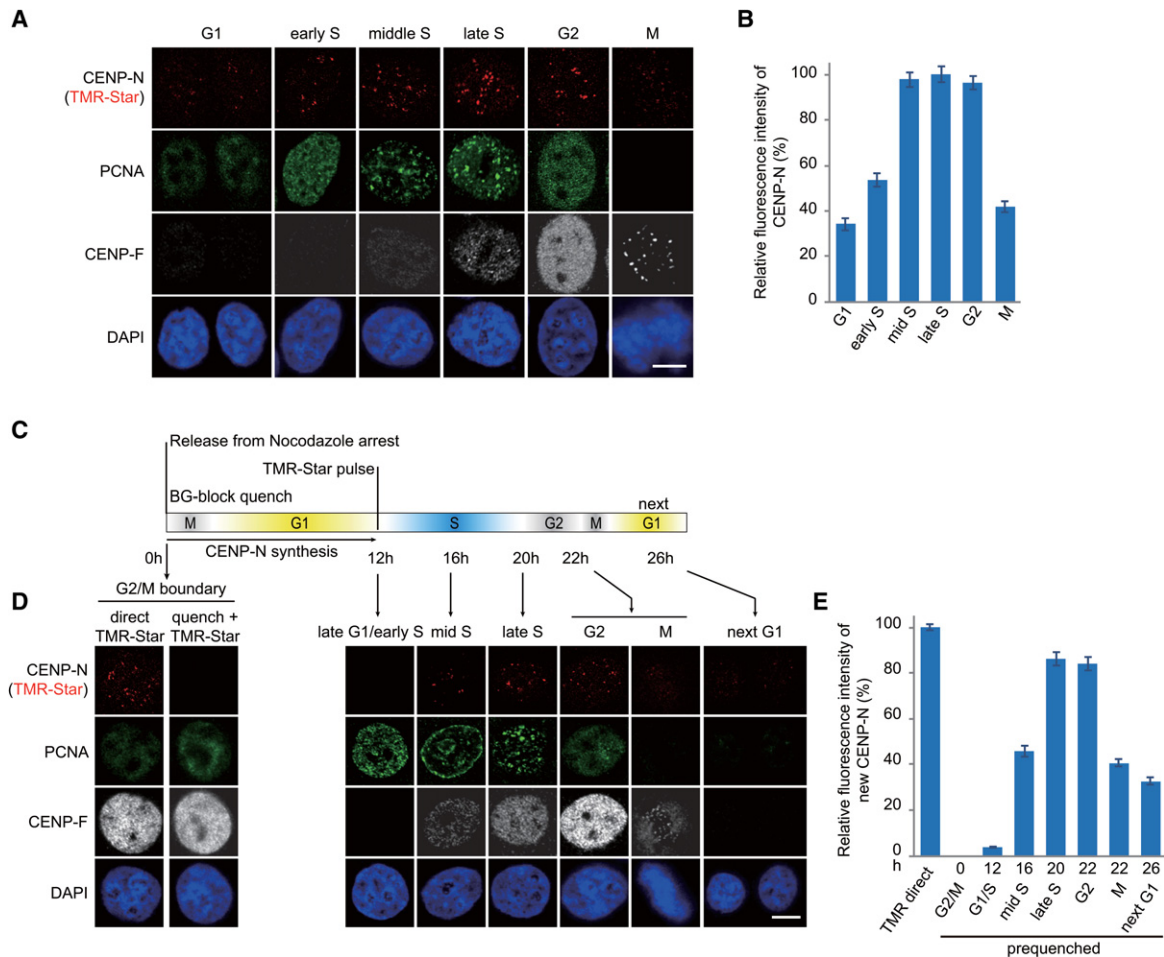 A
G1 early S middle S late S G2 M
CENP-N
(TMR-Star)
PCNA
CENP-F
DAPI
B
Relative fluorescence intensity of
CENP-N (%)
100
80
60
40
20
0
G1 early S mid S late S G2 M
C
Release from Nocodazole arrest
TMR-Star pulse
BG-block quench
next
M G1 S G2 M G1
CENP-N synthesis
0h 12h 16h 20h 22h 26h
G2/M boundary
D
direct
TMR-Star
quench +
TMR-Star
late G1/early S mid S late S G2 M next G1
CENP-N
(TMR-Star)
PCNA
CENP-F
DAPI
E
Relative fluorescence intensity of
new CENP-N (%)
100
80
60
40
20
0
h 0 12 16 20 22 22 26
TMR direct G2/M G1/S mid S late S G2 M next G1
prequenched